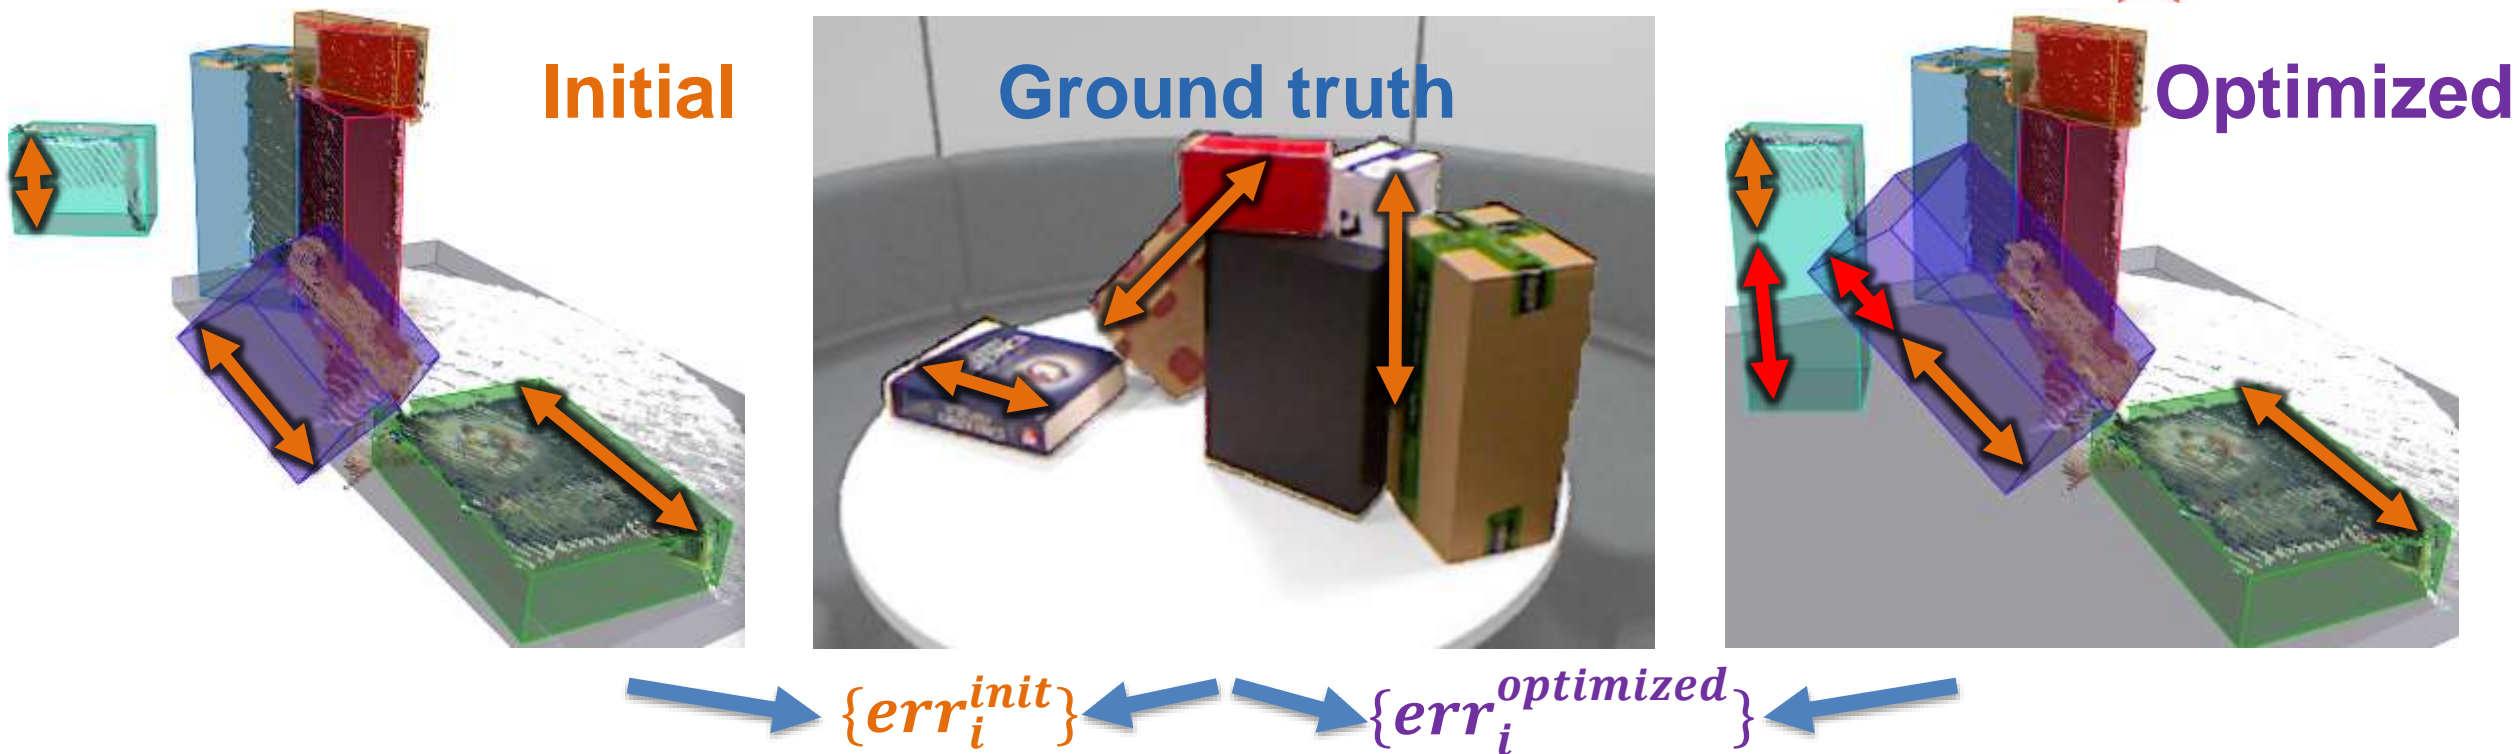 Initial
Ground truth
Optimized
{err_i^init}
{err_i^optimized}